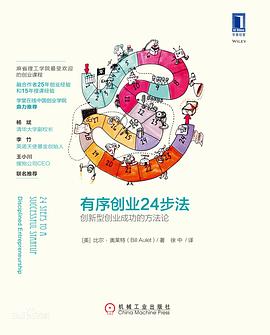 华章经管
WILEY
麻省理工学院最受欢迎
的创业课程
融合作者25年创业经验
和15年授课经验
学堂在线中国创业学院
鼎力推荐
杨斌
清华大学副校长
李竹
英诺天使基金创始人
王小川
搜狗公司CEO
联名推荐
24 STEPS TO A
SUCCESSFUL STARTUP
Disciplined Entrepreneurship
有序创业24步法
创新型创业成功的方法论
[美] 比尔·奥莱特 (Bill Aulet) 著 徐中 译
机械工业出版社
China Machine Press